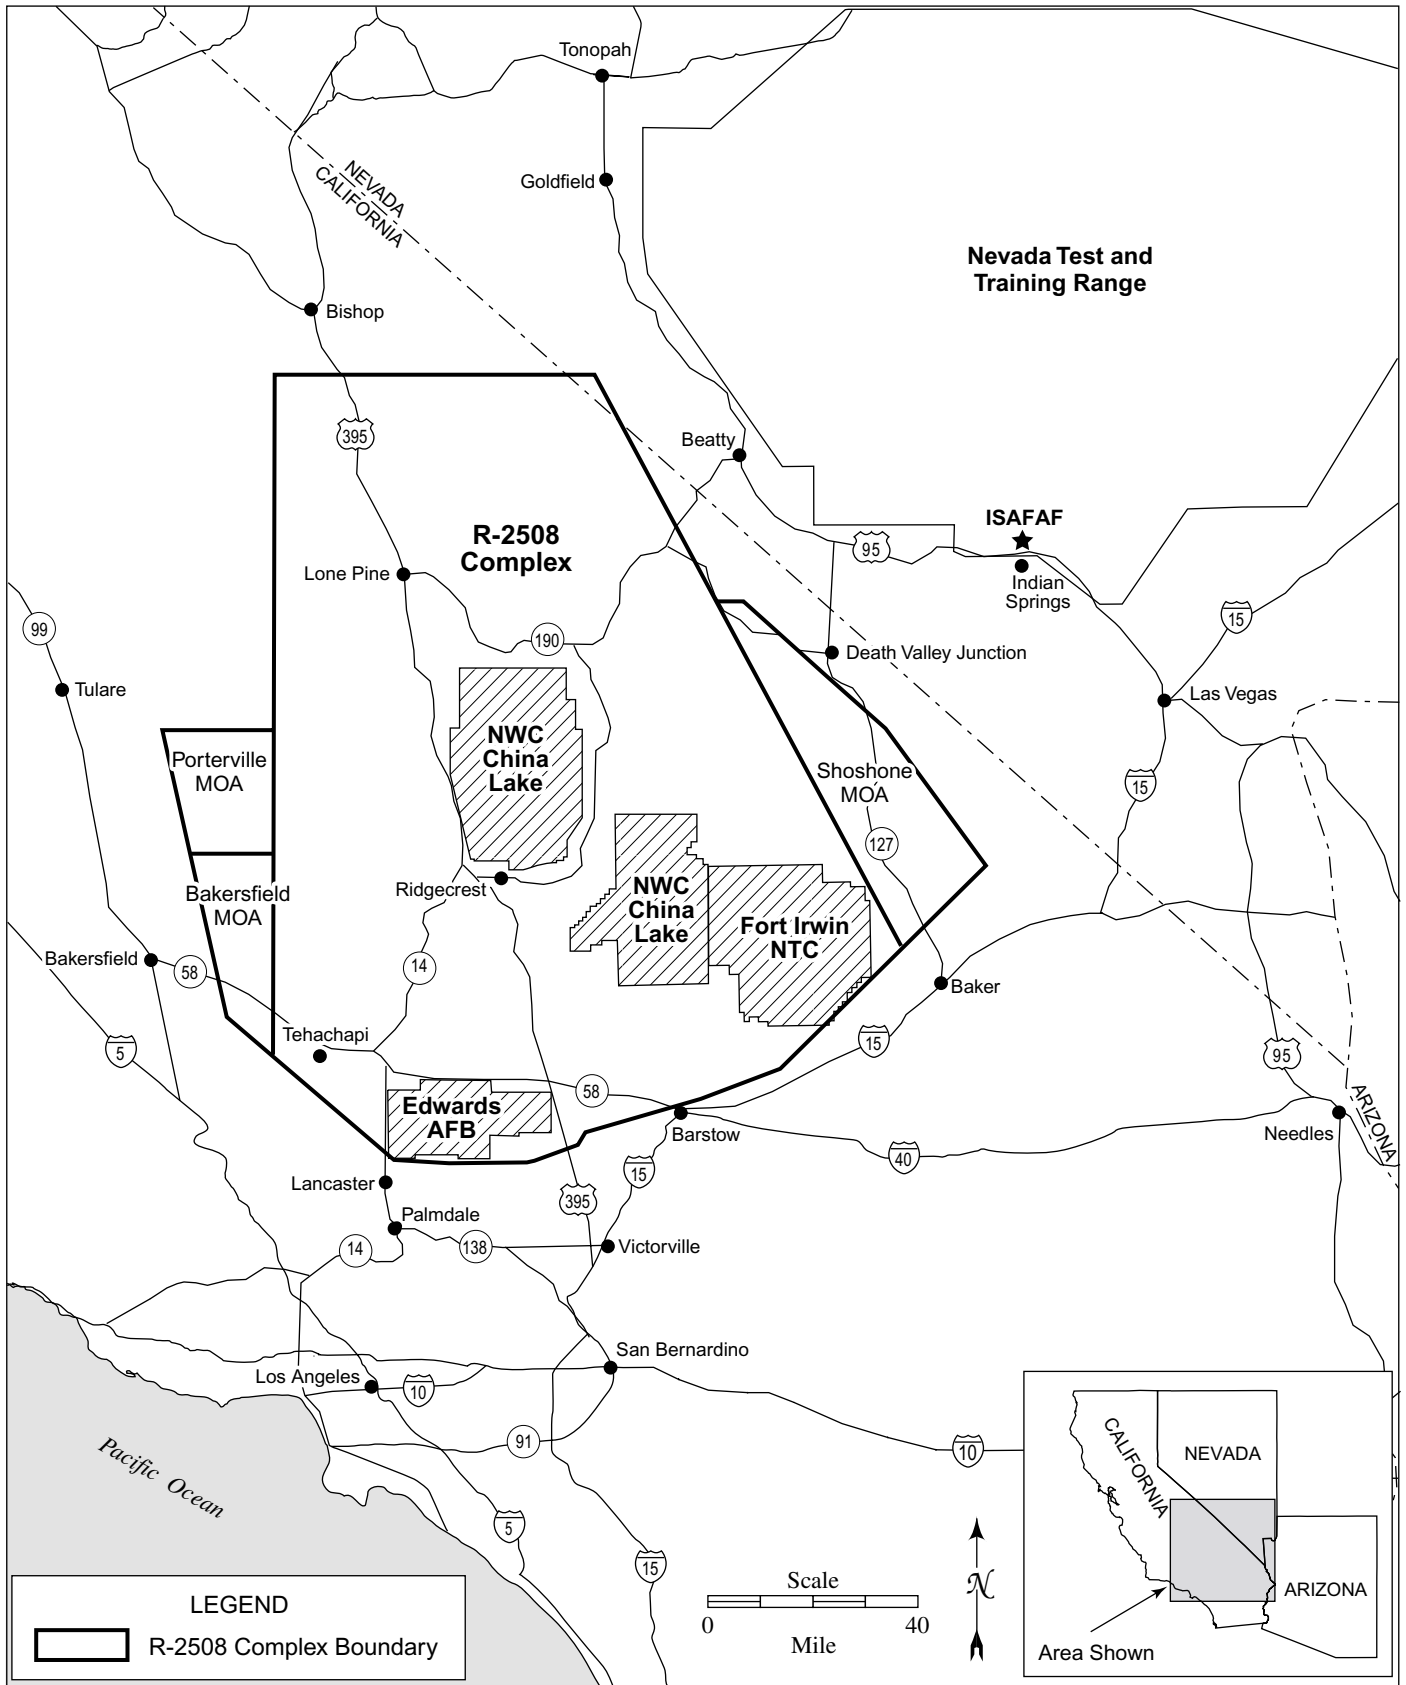 Tonopah
Goldfield
NEVADA
CALIFORNIA
Nevada Test and
Training Range
Bishop
395
Beatty
R-2508
Complex
ISAFAF
95
Lone Pine
Indian
Springs
99
190
15
Death Valley Junction
Tulare
Las Vegas
NWC
China
Lake
Porterville
MOA
Shoshone
MOA
15
127
Ridgecrest
Bakersfield
MOA
NWC
China
Lake
Fort Irwin
NTC
Bakersfield
58
14
Baker
Tehachapi
5
15
95
58
Edwards
AFB
Barstow
Needles
ARIZONA
40
15
Lancaster
395
Palmdale
14
138
Victorville
San Bernardino
Los Angeles
10
91
10
Pacific Ocean
5
15
CALIFORNIA
NEVADA
ARIZONA
Area Shown
Scale
0
40
Mile
N
LEGEND
R-2508 Complex Boundary